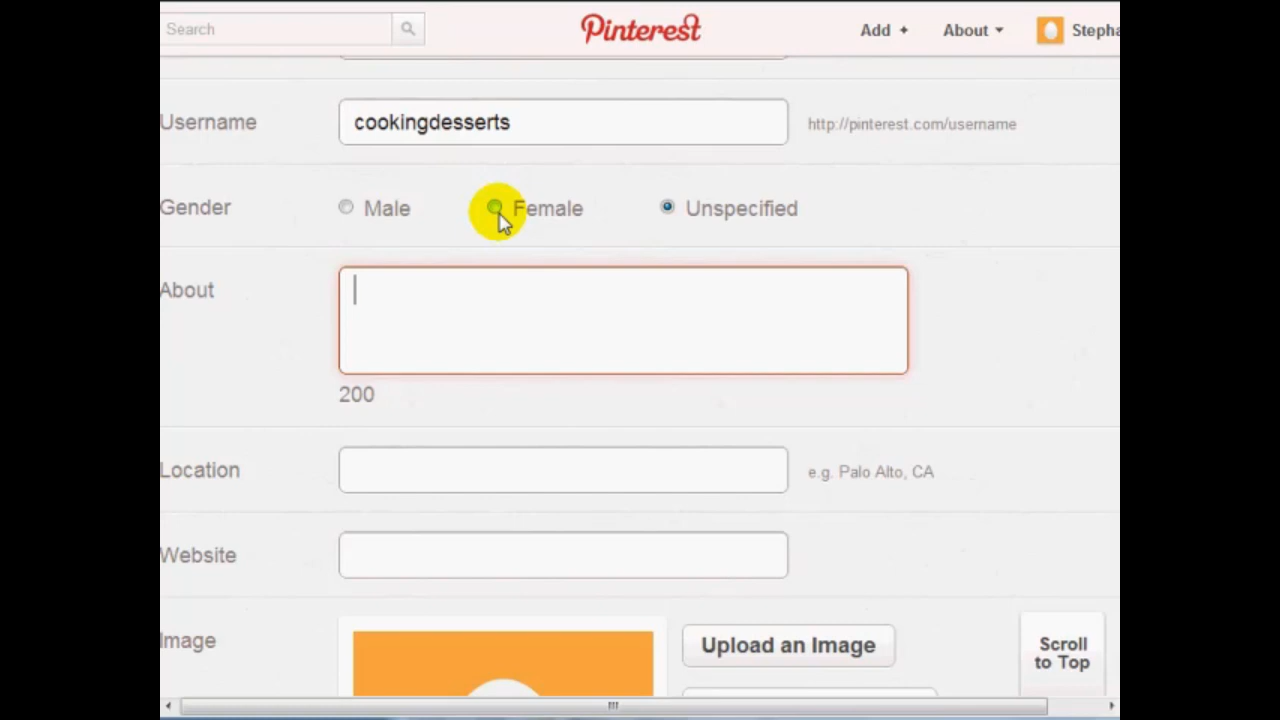 Search Pinterest Add + About Stepha
Username cookingdesserts http://pinterest.com/username
Gender Male Female Unspecified
About
200
Location e.g. Palo Alto, CA
Website
Image Upload an Image Scroll
to Top